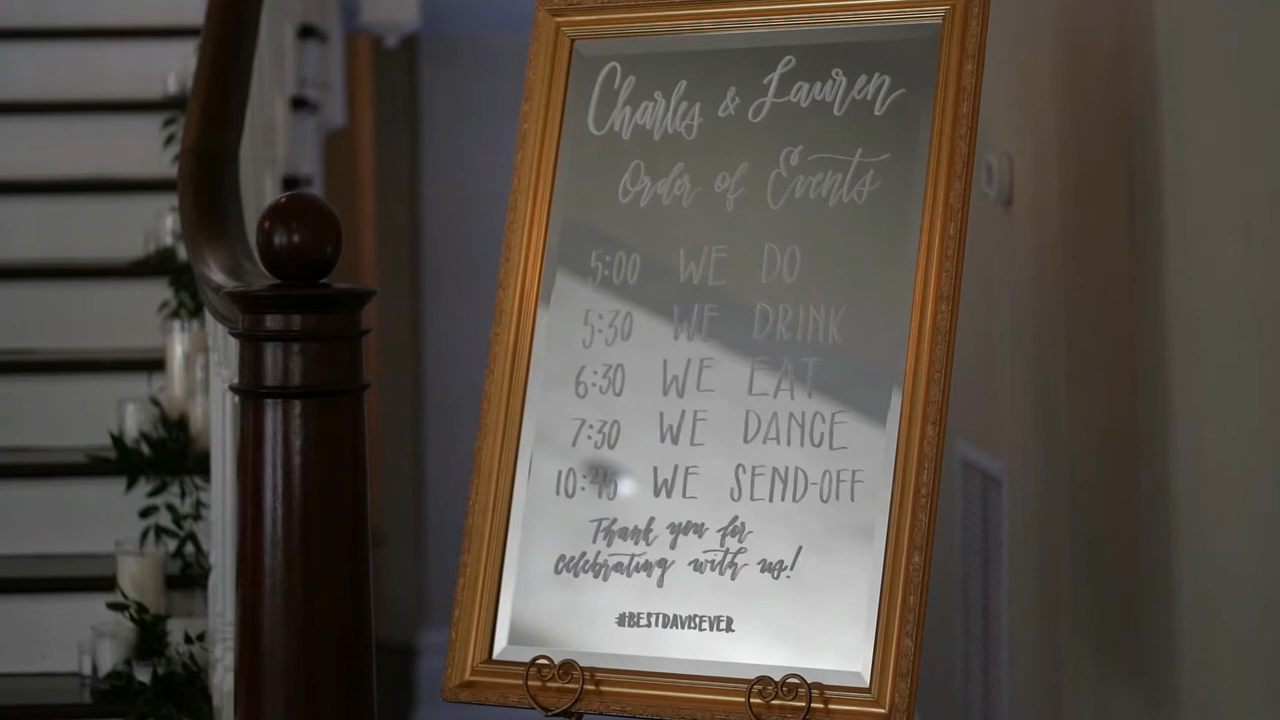 Charles & Lauren
Order of Events
5:00 WE DO
5:30 WE DRINK
6:30 WE EAT
7:30 WE DANCE
10:45 WE SEND-OFF
Thank you for
celebrating with us!
#BESTDAVISEVER